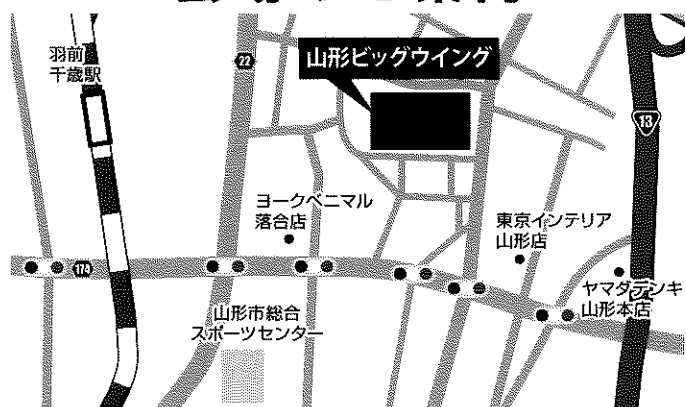 羽前
千歳駅
22
山形ビッグウイング
13
ヨークベニマル
落合店
東京インテリア
山形店
174
ヤマダデンキ
山形本店
山形市総合
スポーツセンター